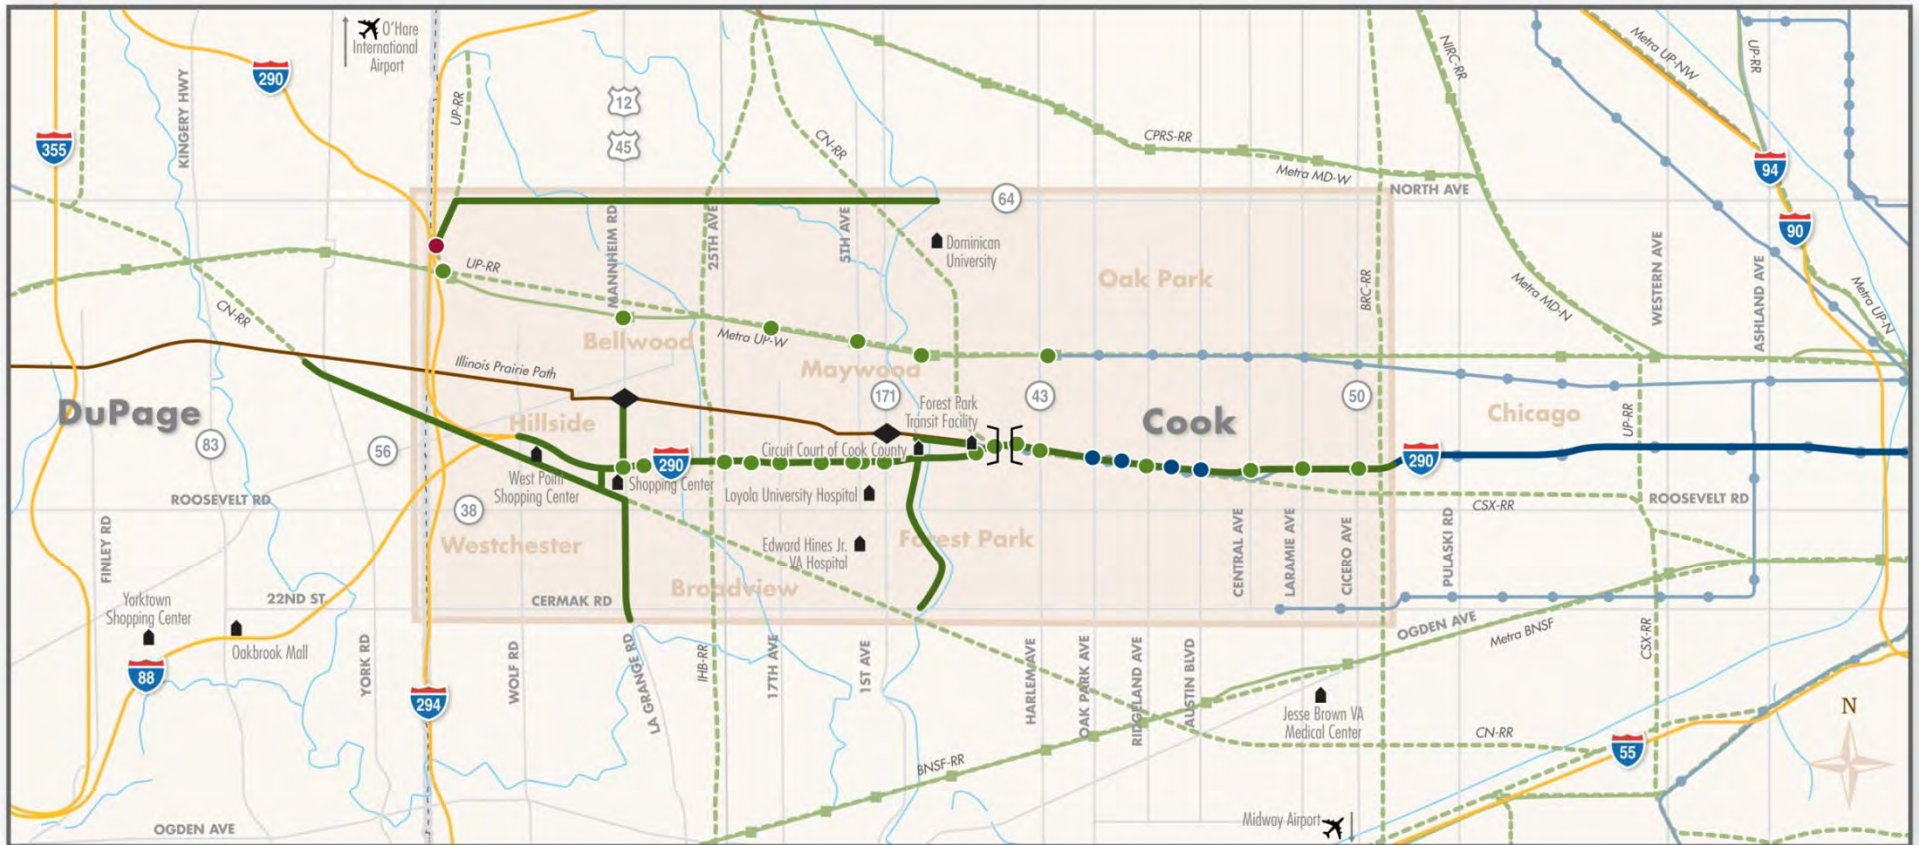 O'Hare
International
Airport
290
355
KINGERY HWY
UP-RR
12
45
CN-RR
CPRS-RR
Metra MD-W
NORTH AVE
NIRC-RR
Metra UP-NW
UP-RR
94
90
64
MANNHEIM RD
25TH AVE
5TH AVE
Dominican
University
Oak Park
BRC-RR
Metra MD-N
WESTERN AVE
ASHLAND AVE
Metra UP-N
UP-RR
CN-RR
Bellwood
Metra UP-W
Maywood
Illinois Prairie Path
DuPage
83
56
Hillside
171
43
50
Forest Park
Transit Facility
Circuit Court of Cook County
Cook
Chicago
UP-RR
290
290
West Point
Shopping Center
Shopping Center
Loyola University Hospital
ROOSEVELT RD
ROOSEVELT RD
CSX-RR
38
Westchester
Edward Hines Jr.
VA Hospital
Forest Park
Broadview
FINLEY RD
CENTRAL AVE
LARAMIE AVE
CICERO AVE
PULASKI RD
Yorktown
Shopping Center
22ND ST
CERMAK RD
Oakbrook Mall
88
294
YORK RD
WOLF RD
LA GRANGE RD
IHB-RR
17TH AVE
1ST AVE
HARLEM AVE
OAK PARK AVE
RIDGELAND AVE
AUSTIN BLVD
OGDEN AVE
Metra BNSF
CSX-RR
Jesse Brown VA
Medical Center
CN-RR
55
N
BNSF-RR
Midway Airport
OGDEN AVE